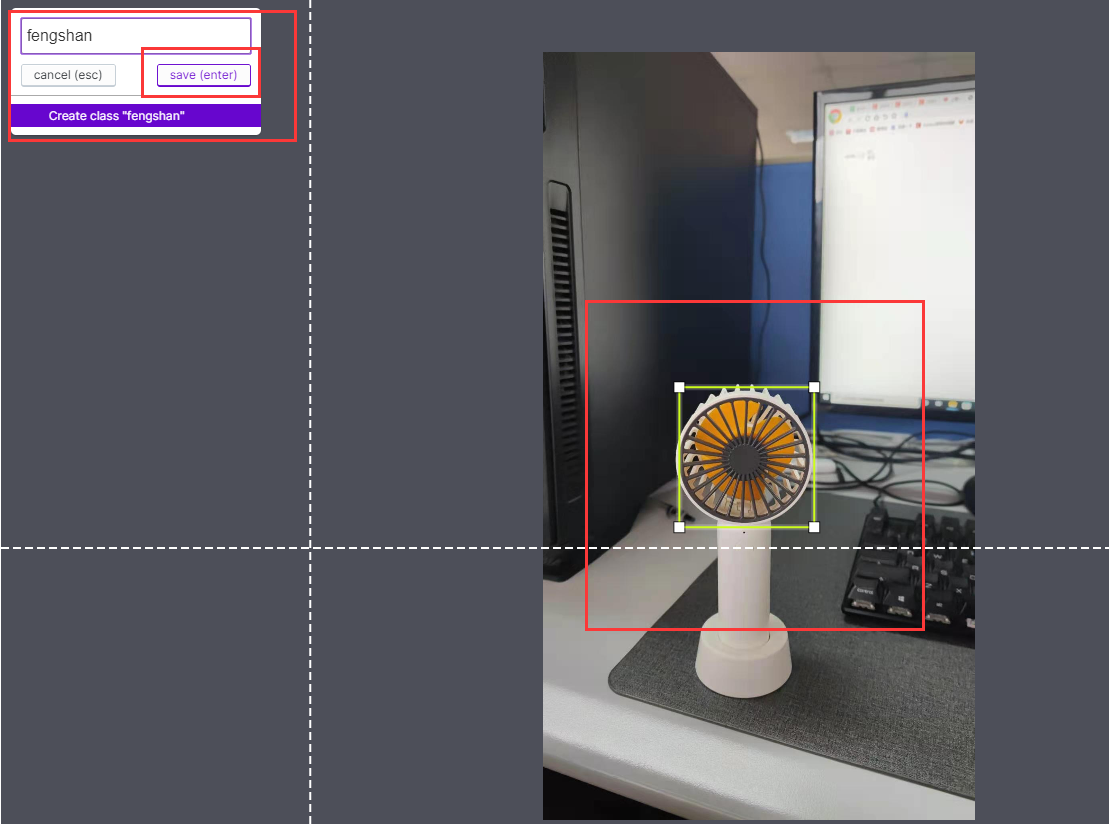 fengshan
cancel (esc)
save (enter)
Create class "fengshan"